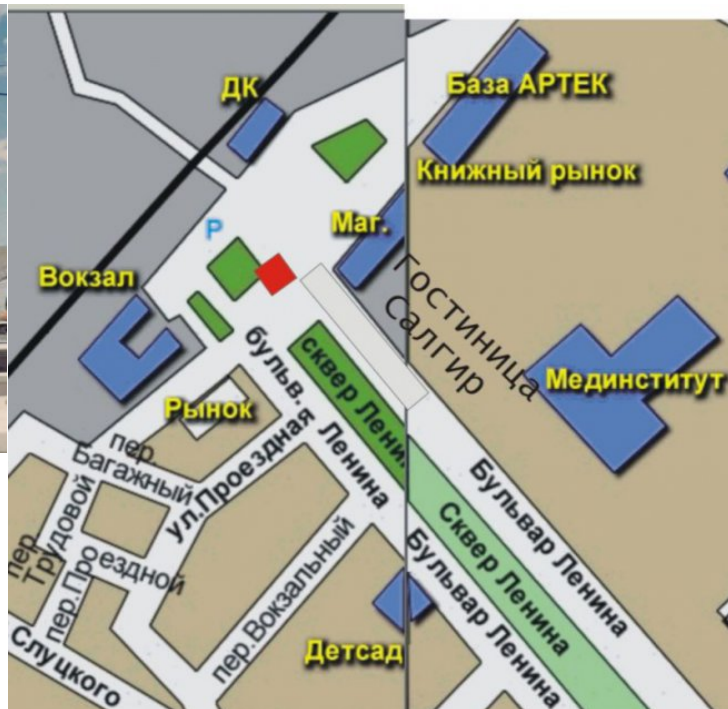 ДК
База АРТЕК
Книжный рынок
Р
Маг.
Вокзал
гостиница
Салгир
бульв. Ленина
сквер Ленина
Мединститут
Рынок
пер.
Багажный
ул.Проездная
пер.
Трудовой
пер.Проездной
пер.Вокзальный
Бульвар Ленина
Сквер Ленина
Бульвар Ленина
Детсад
Слуцкого